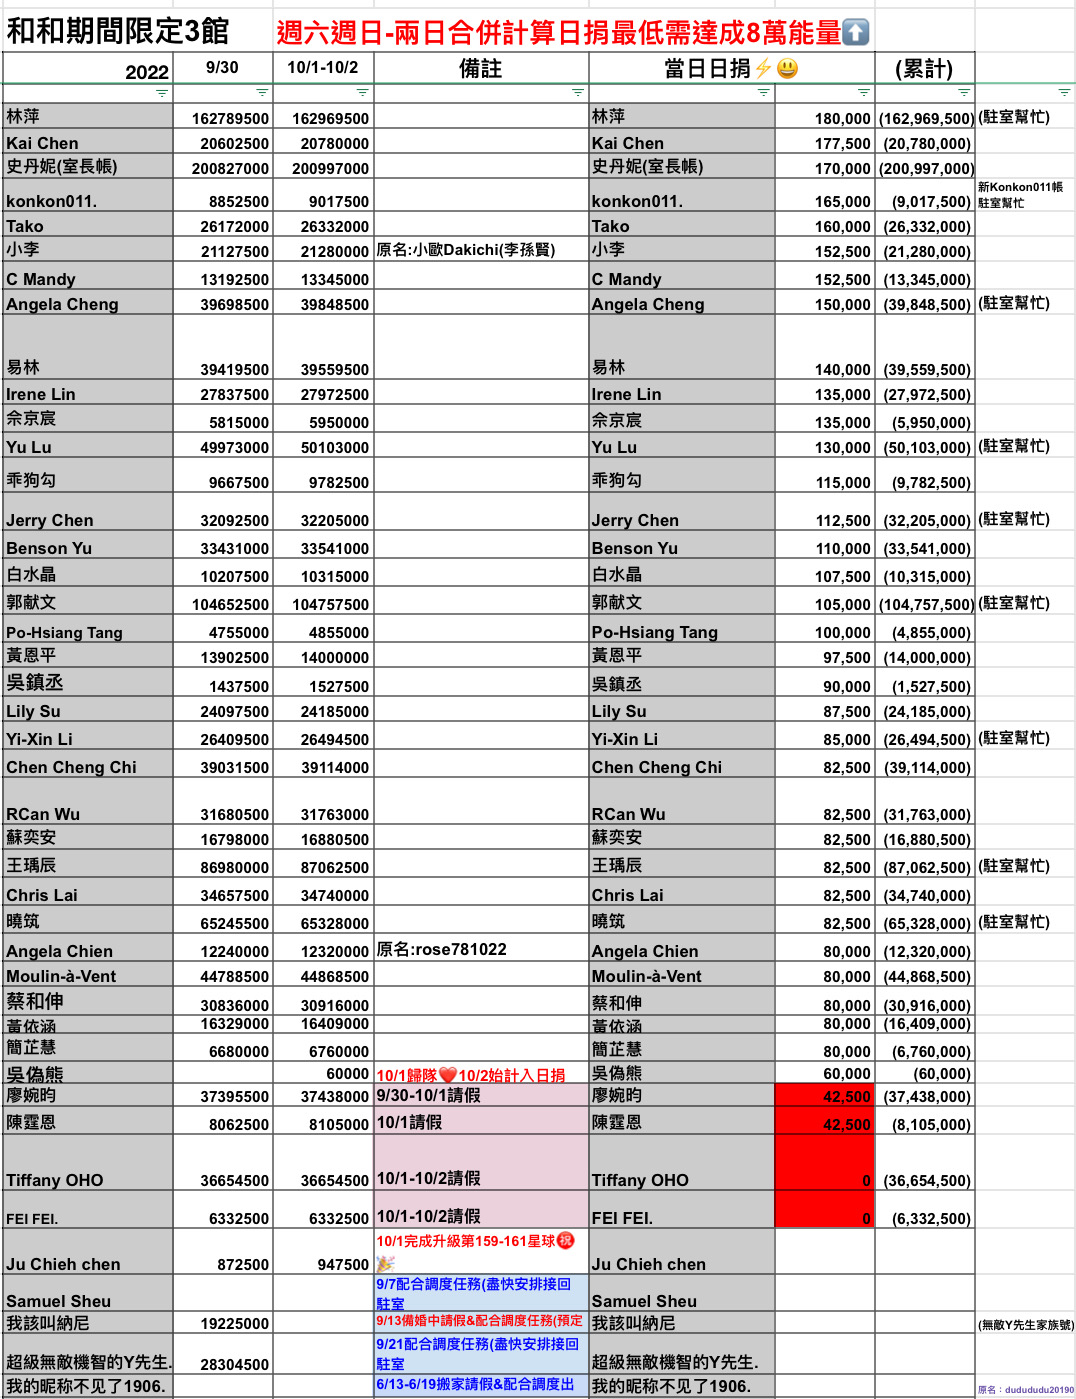 和和期間限定3館 週六週日-兩日合併計算日捐最低需達成8萬能量⬆️
2022 9/30 10/1-10/2 備註 當日日捐⚡😃 (累計)
林萍 162789500 162969500 林萍 180,000 (162,969,500) (駐室幫忙)
Kai Chen 20602500 20780000 Kai Chen 177,500 (20,780,000)
史丹妮(室長帳) 200827000 200997000 史丹妮(室長帳) 170,000 (200,997,000)
konkon011. 8852500 9017500 konkon011. 165,000 (9,017,500) 新Konkon011帳
駐室幫忙
Tako 26172000 26332000 Tako 160,000 (26,332,000)
小李 21127500 21280000 原名:小歐Dakichi(李孫賢) 小李 152,500 (21,280,000)
C Mandy 13192500 13345000 C Mandy 152,500 (13,345,000)
Angela Cheng 39698500 39848500 Angela Cheng 150,000 (39,848,500) (駐室幫忙)
易林 39419500 39559500 易林 140,000 (39,559,500)
Irene Lin 27837500 27972500 Irene Lin 135,000 (27,972,500)
佘京宸 5815000 5950000 佘京宸 135,000 (5,950,000)
Yu Lu 49973000 50103000 Yu Lu 130,000 (50,103,000) (駐室幫忙)
乖狗勾 9667500 9782500 乖狗勾 115,000 (9,782,500)
Jerry Chen 32092500 32205000 Jerry Chen 112,500 (32,205,000) (駐室幫忙)
Benson Yu 33431000 33541000 Benson Yu 110,000 (33,541,000)
白水晶 10207500 10315000 白水晶 107,500 (10,315,000)
郭献文 104652500 104757500 郭献文 105,000 (104,757,500) (駐室幫忙)
Po-Hsiang Tang 4755000 4855000 Po-Hsiang Tang 100,000 (4,855,000)
黃恩平 13902500 14000000 黃恩平 97,500 (14,000,000)
吳鎮丞 1437500 1527500 吳鎮丞 90,000 (1,527,500)
Lily Su 24097500 24185000 Lily Su 87,500 (24,185,000)
Yi-Xin Li 26409500 26494500 Yi-Xin Li 85,000 (26,494,500) (駐室幫忙)
Chen Cheng Chi 39031500 39114000 Chen Cheng Chi 82,500 (39,114,000)
RCan Wu 31680500 31763000 RCan Wu 82,500 (31,763,000)
蘇奕安 16798000 16880500 蘇奕安 82,500 (16,880,500)
王瑀辰 86980000 87062500 王瑀辰 82,500 (87,062,500) (駐室幫忙)
Chris Lai 34657500 34740000 Chris Lai 82,500 (34,740,000)
曉筑 65245500 65328000 曉筑 82,500 (65,328,000) (駐室幫忙)
Angela Chien 12240000 12320000 原名:rose781022 Angela Chien 80,000 (12,320,000)
Moulin-à-Vent 44788500 44868500 Moulin-à-Vent 80,000 (44,868,500)
蔡和伸 30836000 30916000 蔡和伸 80,000 (30,916,000)
黃依涵 16329000 16409000 黃依涵 80,000 (16,409,000)
簡芷慧 6680000 6760000 簡芷慧 80,000 (6,760,000)
吳偽熊 60000 10/1歸隊❤️10/2始計入日捐 吳偽熊 60,000 (60,000)
廖婉昀 37395500 37438000 9/30-10/1請假 廖婉昀 42,500 (37,438,000)
陳霆恩 8062500 8105000 10/1請假 陳霆恩 42,500 (8,105,000)
Tiffany OHO 36654500 36654500 10/1-10/2請假 Tiffany OHO 0 (36,654,500)
FEI FEI. 6332500 6332500 10/1-10/2請假 FEI FEI. 0 (6,332,500)
Ju Chieh chen 872500 947500 10/1完成升級第159-161星球㊗️🎉 Ju Chieh chen
Samuel Sheu 9/7配合調度任務(盡快安排接回
駐室 Samuel Sheu
我該叫納尼 19225000 9/13備婚中請假&配合調度任務(預定 我該叫納尼 (無敵Y先生家族號)
超級無敵機智的Y先生. 28304500 9/21配合調度任務(盡快安排接回
駐室 超級無敵機智的Y先生.
我的昵称不见了1906. 6/13-6/19搬家請假&配合調度出 我的昵称不见了1906. 原名：dudududu20190